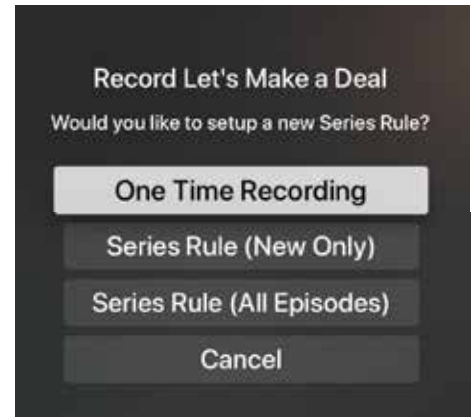 Record Let's Make a Deal
Would you like to setup a new Series Rule?
One Time Recording
Series Rule (New Only)
Series Rule (All Episodes)
Cancel